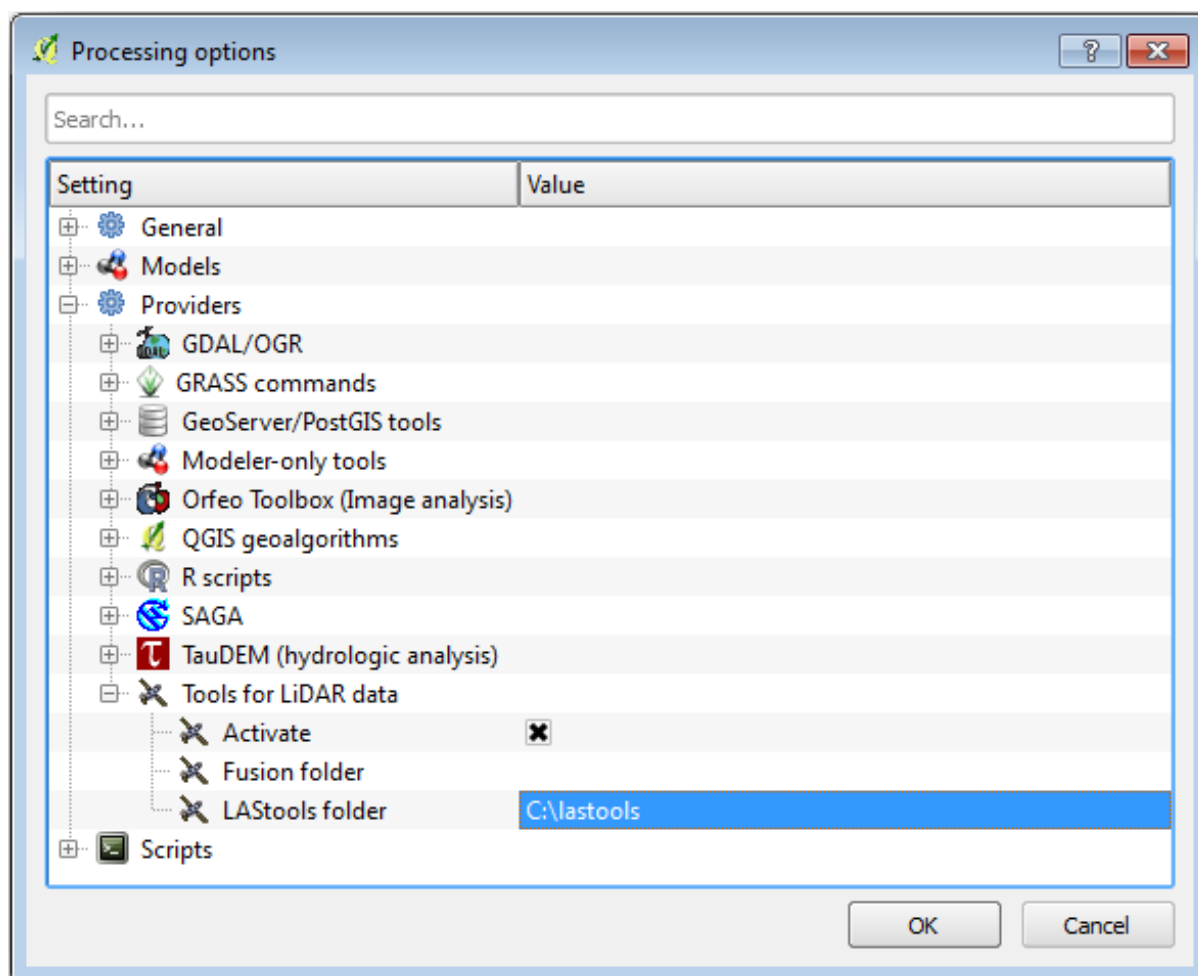 Processing options
Search...
Setting Value
General
Models
Providers
GDAL/OGR
GRASS commands
GeoServer/PostGIS tools
Modeler-only tools
Orfeo Toolbox (Image analysis)
QGIS geoalgorithms
R scripts
SAGA
TauDEM (hydrologic analysis)
Tools for LiDAR data
Activate
Fusion folder
LAStools folder C:\lastools
Scripts
OK Cancel